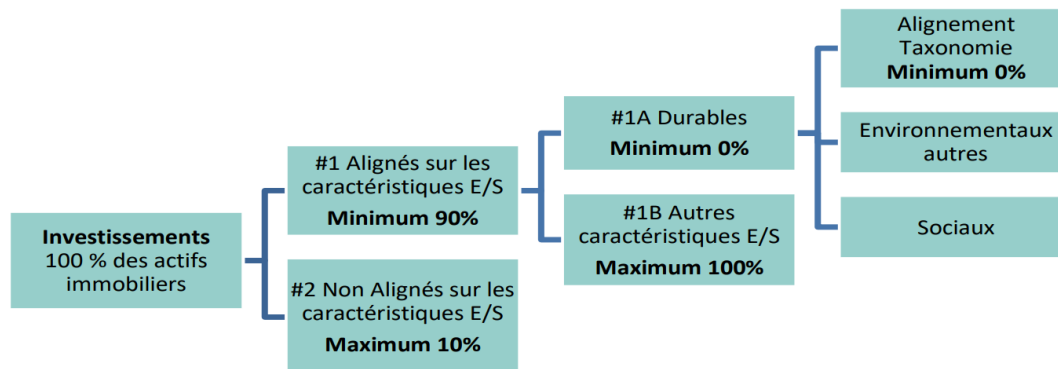 Investissements
100 % des actifs
immobiliers
#1 Alignés sur les
caractéristiques E/S
Minimum 90%
#2 Non Alignés sur les
caractéristiques E/S
Maximum 10%
#1A Durables
Minimum 0%
#1B Autres
caractéristiques E/S
Maximum 100%
Alignement
Taxonomie
Minimum 0%
Environnementaux
autres
Sociaux